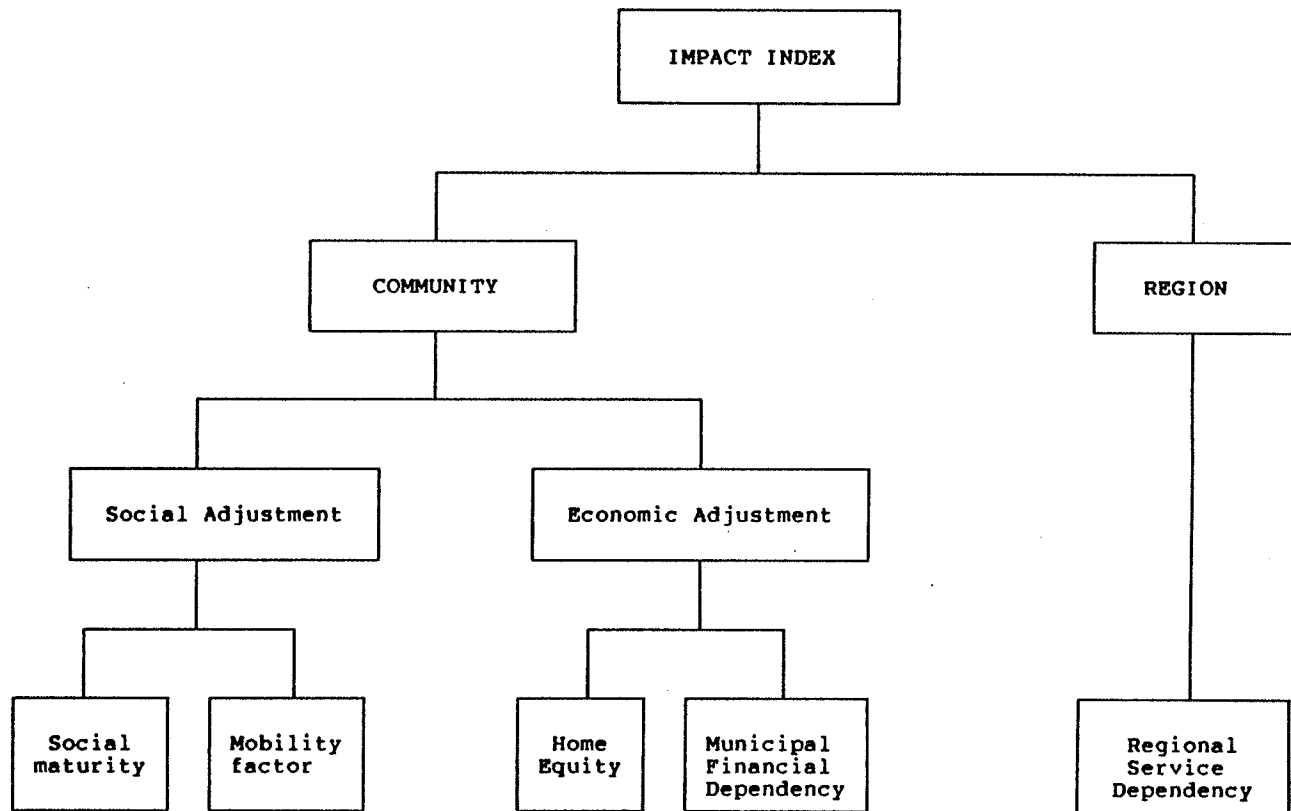 IMPACT INDEX
COMMUNITY
REGION
Social Adjustment
Economic Adjustment
Social
maturity
Mobility
factor
Home
Equity
Municipal
Financial
Dependency
Regional
Service
Dependency